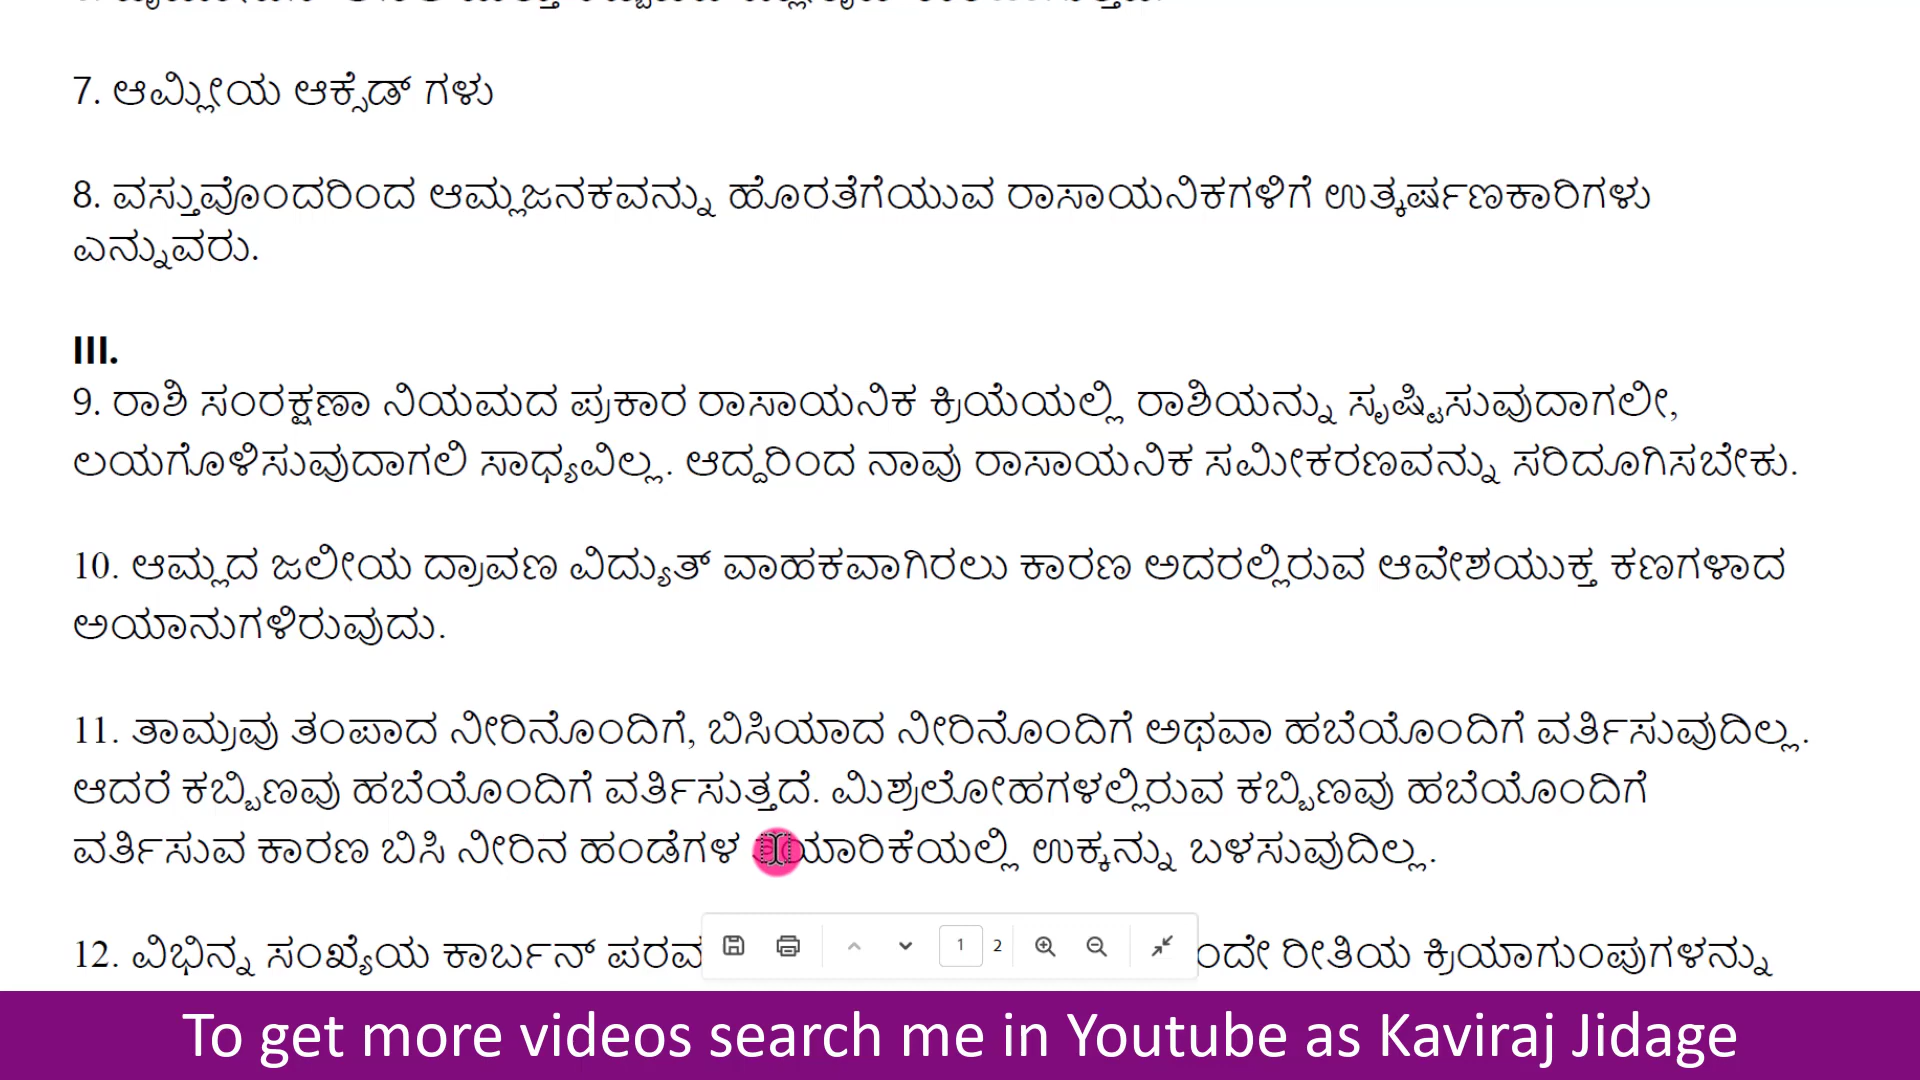 7. ಆಮ್ಲೀಯ ಆಕ್ಸೈಡ್ ಗಳು
8. ವಸ್ತುವೊಂದರಿಂದ ಆಮ್ಲಜನಕವನ್ನು ಹೊರತೆಗೆಯುವ ರಾಸಾಯನಿಕಗಳಿಗೆ ಉತ್ಕರ್ಷಣಕಾರಿಗಳು
ಎನ್ನುವರು.
III.
9. ರಾಶಿ ಸಂರಕ್ಷಣಾ ನಿಯಮದ ಪ್ರಕಾರ ರಾಸಾಯನಿಕ ಕ್ರಿಯೆಯಲ್ಲಿ ರಾಶಿಯನ್ನು ಸೃಷ್ಟಿಸುವುದಾಗಲೀ,
ಲಯಗೊಳಿಸುವುದಾಗಲಿ ಸಾಧ್ಯವಿಲ್ಲ. ಆದ್ದರಿಂದ ನಾವು ರಾಸಾಯನಿಕ ಸಮೀಕರಣವನ್ನು ಸರಿದೂಗಿಸಬೇಕು.
10. ಆಮ್ಲದ ಜಲೀಯ ದ್ರಾವಣ ವಿದ್ಯುತ್ ವಾಹಕವಾಗಿರಲು ಕಾರಣ ಅದರಲ್ಲಿರುವ ಆವೇಶಯುಕ್ತ ಕಣಗಳಾದ
ಅಯಾನುಗಳಿರುವುದು.
11. ತಾಮ್ರವು ತಂಪಾದ ನೀರಿನೊಂದಿಗೆ, ಬಿಸಿಯಾದ ನೀರಿನೊಂದಿಗೆ ಅಥವಾ ಹಬೆಯೊಂದಿಗೆ ವರ್ತಿಸುವುದಿಲ್ಲ.
ಆದರೆ ಕಬ್ಬಿಣವು ಹಬೆಯೊಂದಿಗೆ ವರ್ತಿಸುತ್ತದೆ. ಮಿಶ್ರಲೋಹಗಳಲ್ಲಿರುವ ಕಬ್ಬಿಣವು ಹಬೆಯೊಂದಿಗೆ
ವರ್ತಿಸುವ ಕಾರಣ ಬಿಸಿ ನೀರಿನ ಹಂಡೆಗಳ ತಯಾರಿಕೆಯಲ್ಲಿ ಉಕ್ಕನ್ನು ಬಳಸುವುದಿಲ್ಲ.
12. ವಿಭಿನ್ನ ಸಂಖ್ಯೆಯ ಕಾರ್ಬನ್ ರೀತಿಯ ಕ್ರಿಯಾಗುಂಪುಗಳನ್ನು
1 2
To get more videos search me in Youtube as Kaviraj Jidage